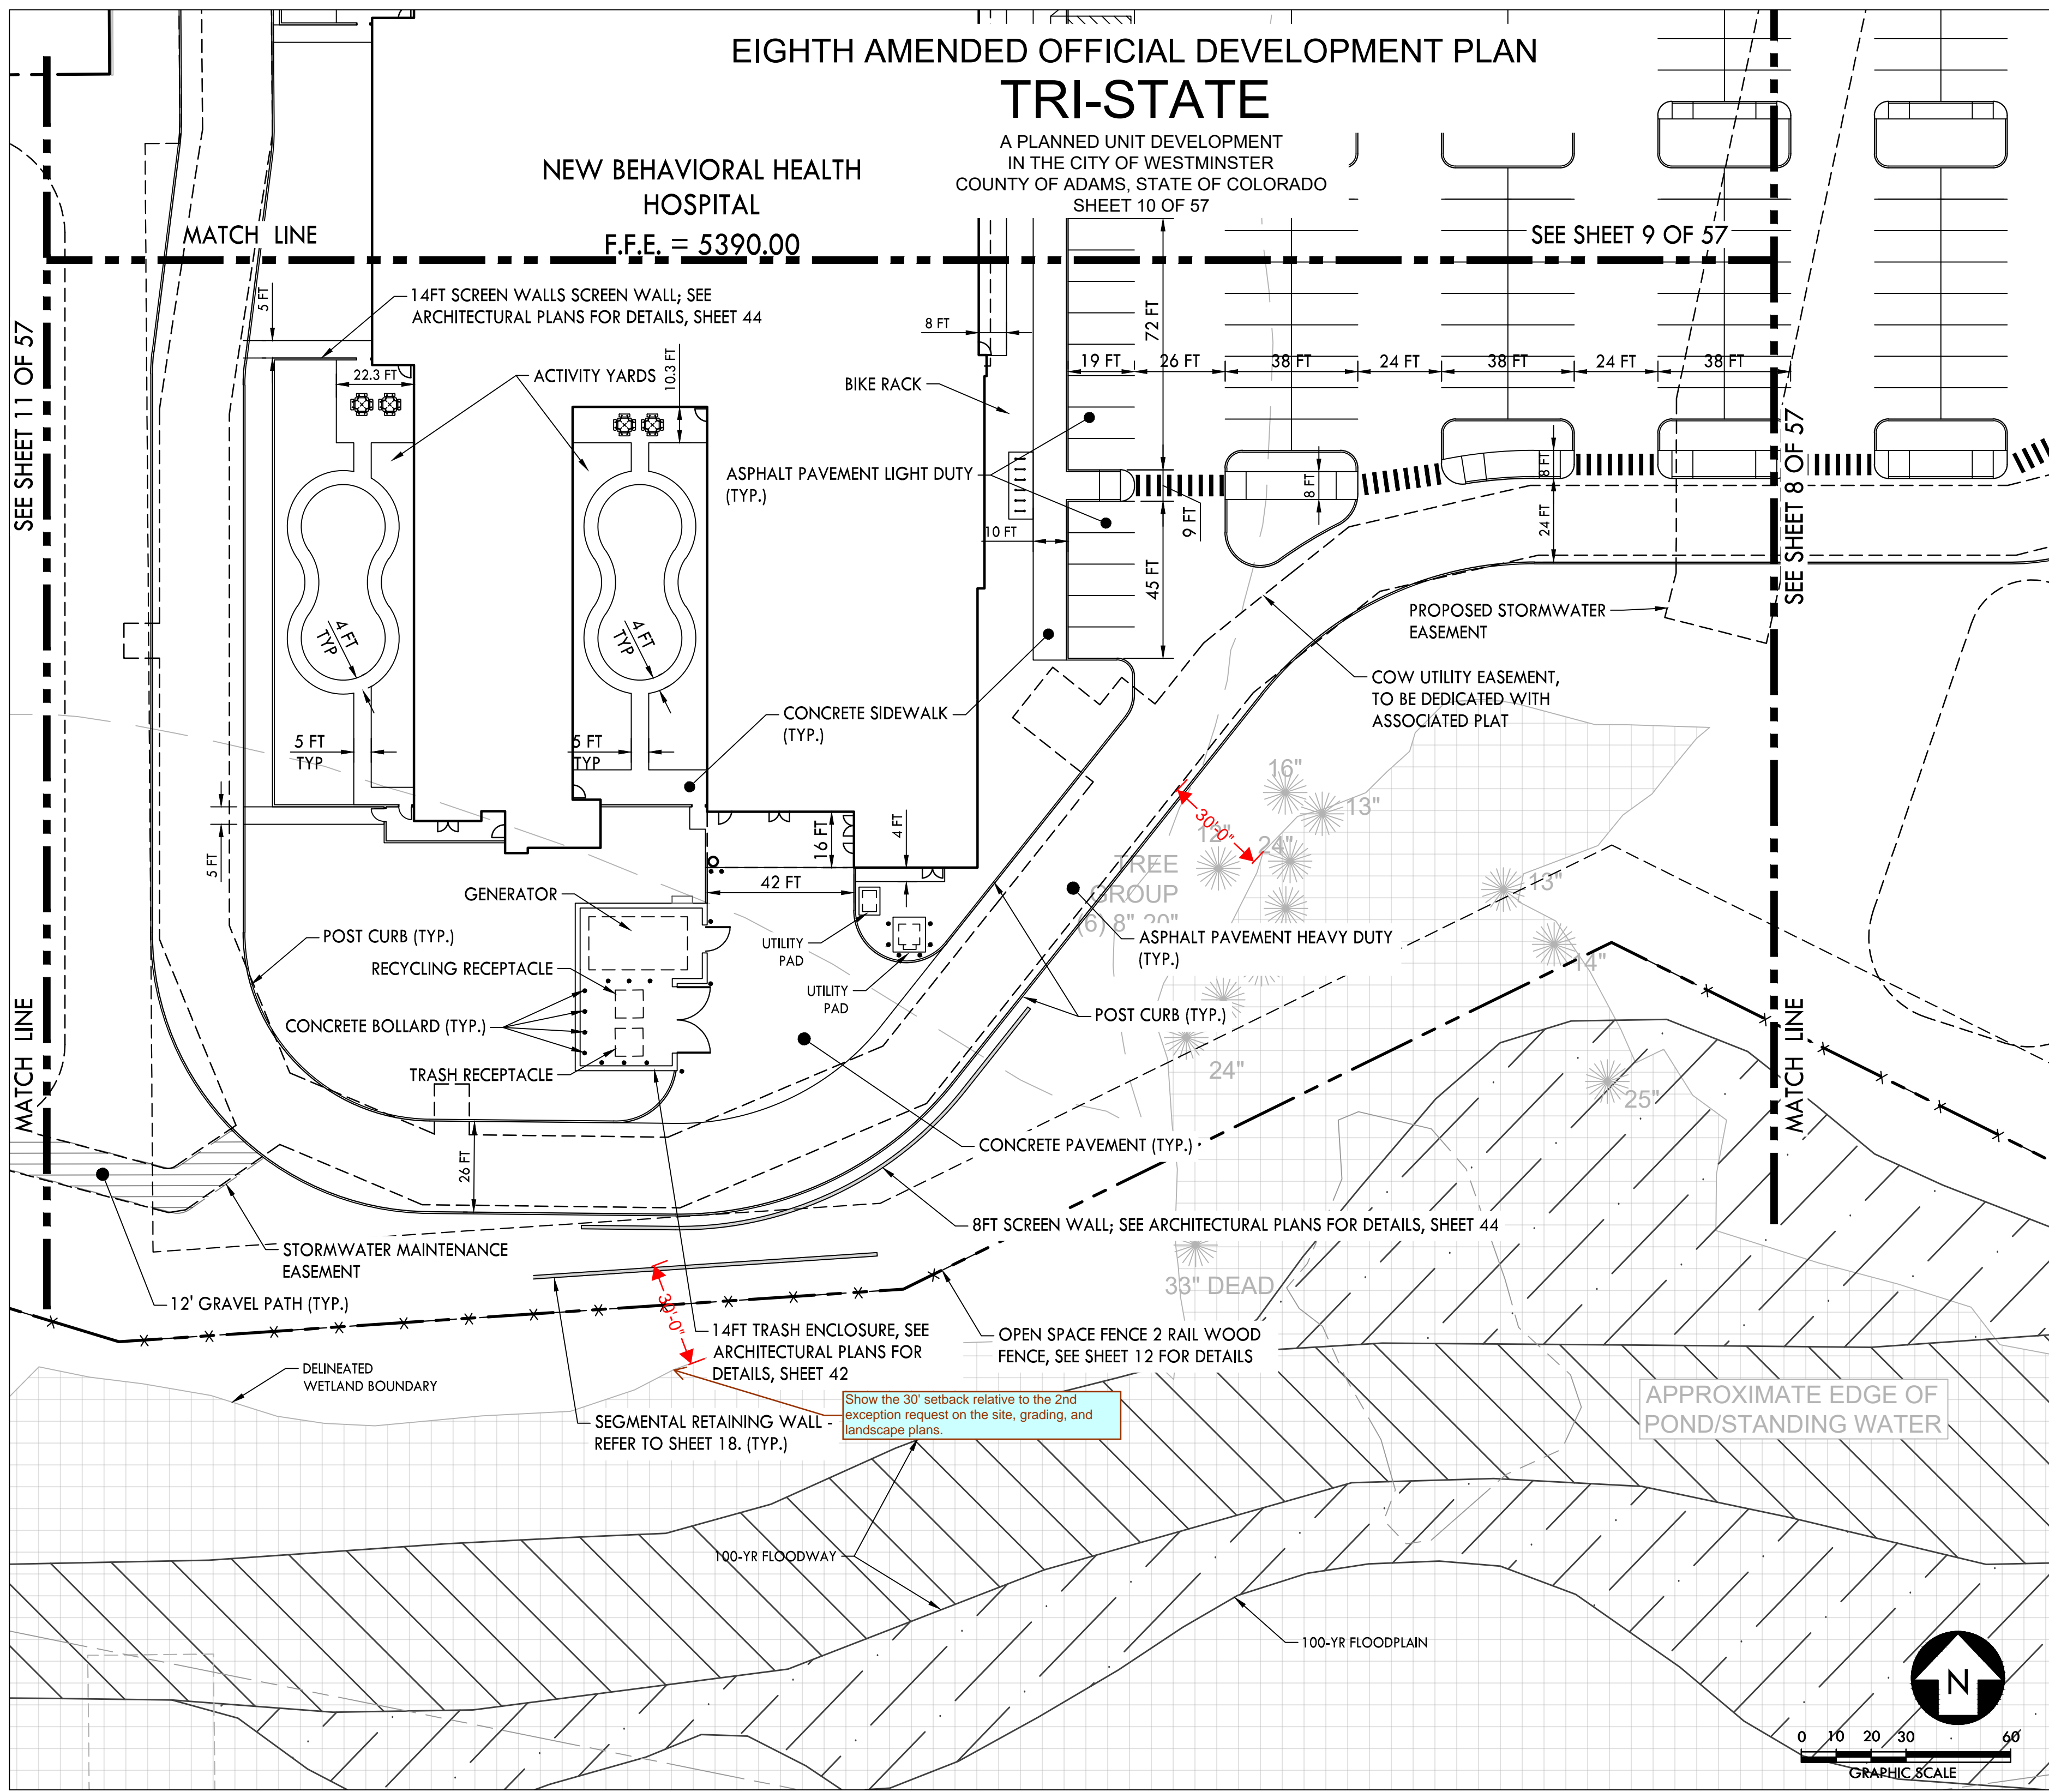 EIGHTH AMENDED OFFICIAL DEVELOPMENT PLAN
TRI-STATE
A PLANNED UNIT DEVELOPMENT
IN THE CITY OF WESTMINSTER
COUNTY OF ADAMS, STATE OF COLORADO
SHEET 10 OF 57
NEW BEHAVIORAL HEALTH
HOSPITAL
F.F.E. = 5390.00
MATCH LINE
SEE SHEET 9 OF 57
SEE SHEET 11 OF 57
MATCH LINE
SEE SHEET 8 OF 57
MATCH LINE
5 FT
14FT SCREEN WALLS SCREEN WALL; SEE
ARCHITECTURAL PLANS FOR DETAILS, SHEET 44
8 FT
72 FT
22.3 FT
ACTIVITY YARDS
10.3 FT
BIKE RACK
19 FT
26 FT
38 FT
24 FT
38 FT
24 FT
38 FT
ASPHALT PAVEMENT LIGHT DUTY
(TYP.)
8 FT
8 FT
9 FT
24 FT
10 FT
45 FT
4 FT
TYP
4 FT
TYP
PROPOSED STORMWATER
EASEMENT
COW UTILITY EASEMENT,
TO BE DEDICATED WITH
ASSOCIATED PLAT
CONCRETE SIDEWALK
(TYP.)
5 FT
TYP
5 FT
TYP
16"
13"
30'-0"
12"
24"
TREE
GROUP
(6) 8" 20"
13"
14"
24"
25"
5 FT
16 FT
4 FT
42 FT
GENERATOR
POST CURB (TYP.)
UTILITY
PAD
RECYCLING RECEPTACLE
UTILITY
PAD
ASPHALT PAVEMENT HEAVY DUTY
(TYP.)
CONCRETE BOLLARD (TYP.)
POST CURB (TYP.)
TRASH RECEPTACLE
CONCRETE PAVEMENT (TYP.)
26 FT
8FT SCREEN WALL; SEE ARCHITECTURAL PLANS FOR DETAILS, SHEET 44
STORMWATER MAINTENANCE
EASEMENT
33" DEAD
12' GRAVEL PATH (TYP.)
30'-0"
14FT TRASH ENCLOSURE, SEE
ARCHITECTURAL PLANS FOR
DETAILS, SHEET 42
OPEN SPACE FENCE 2 RAIL WOOD
FENCE, SEE SHEET 12 FOR DETAILS
DELINEATED
WETLAND BOUNDARY
Show the 30' setback relative to the 2nd
exception request on the site, grading, and
landscape plans.
SEGMENTAL RETAINING WALL -
REFER TO SHEET 18. (TYP.)
APPROXIMATE EDGE OF
POND/STANDING WATER
100-YR FLOODWAY
100-YR FLOODPLAIN
N
0 10 20 30 60
GRAPHIC SCALE